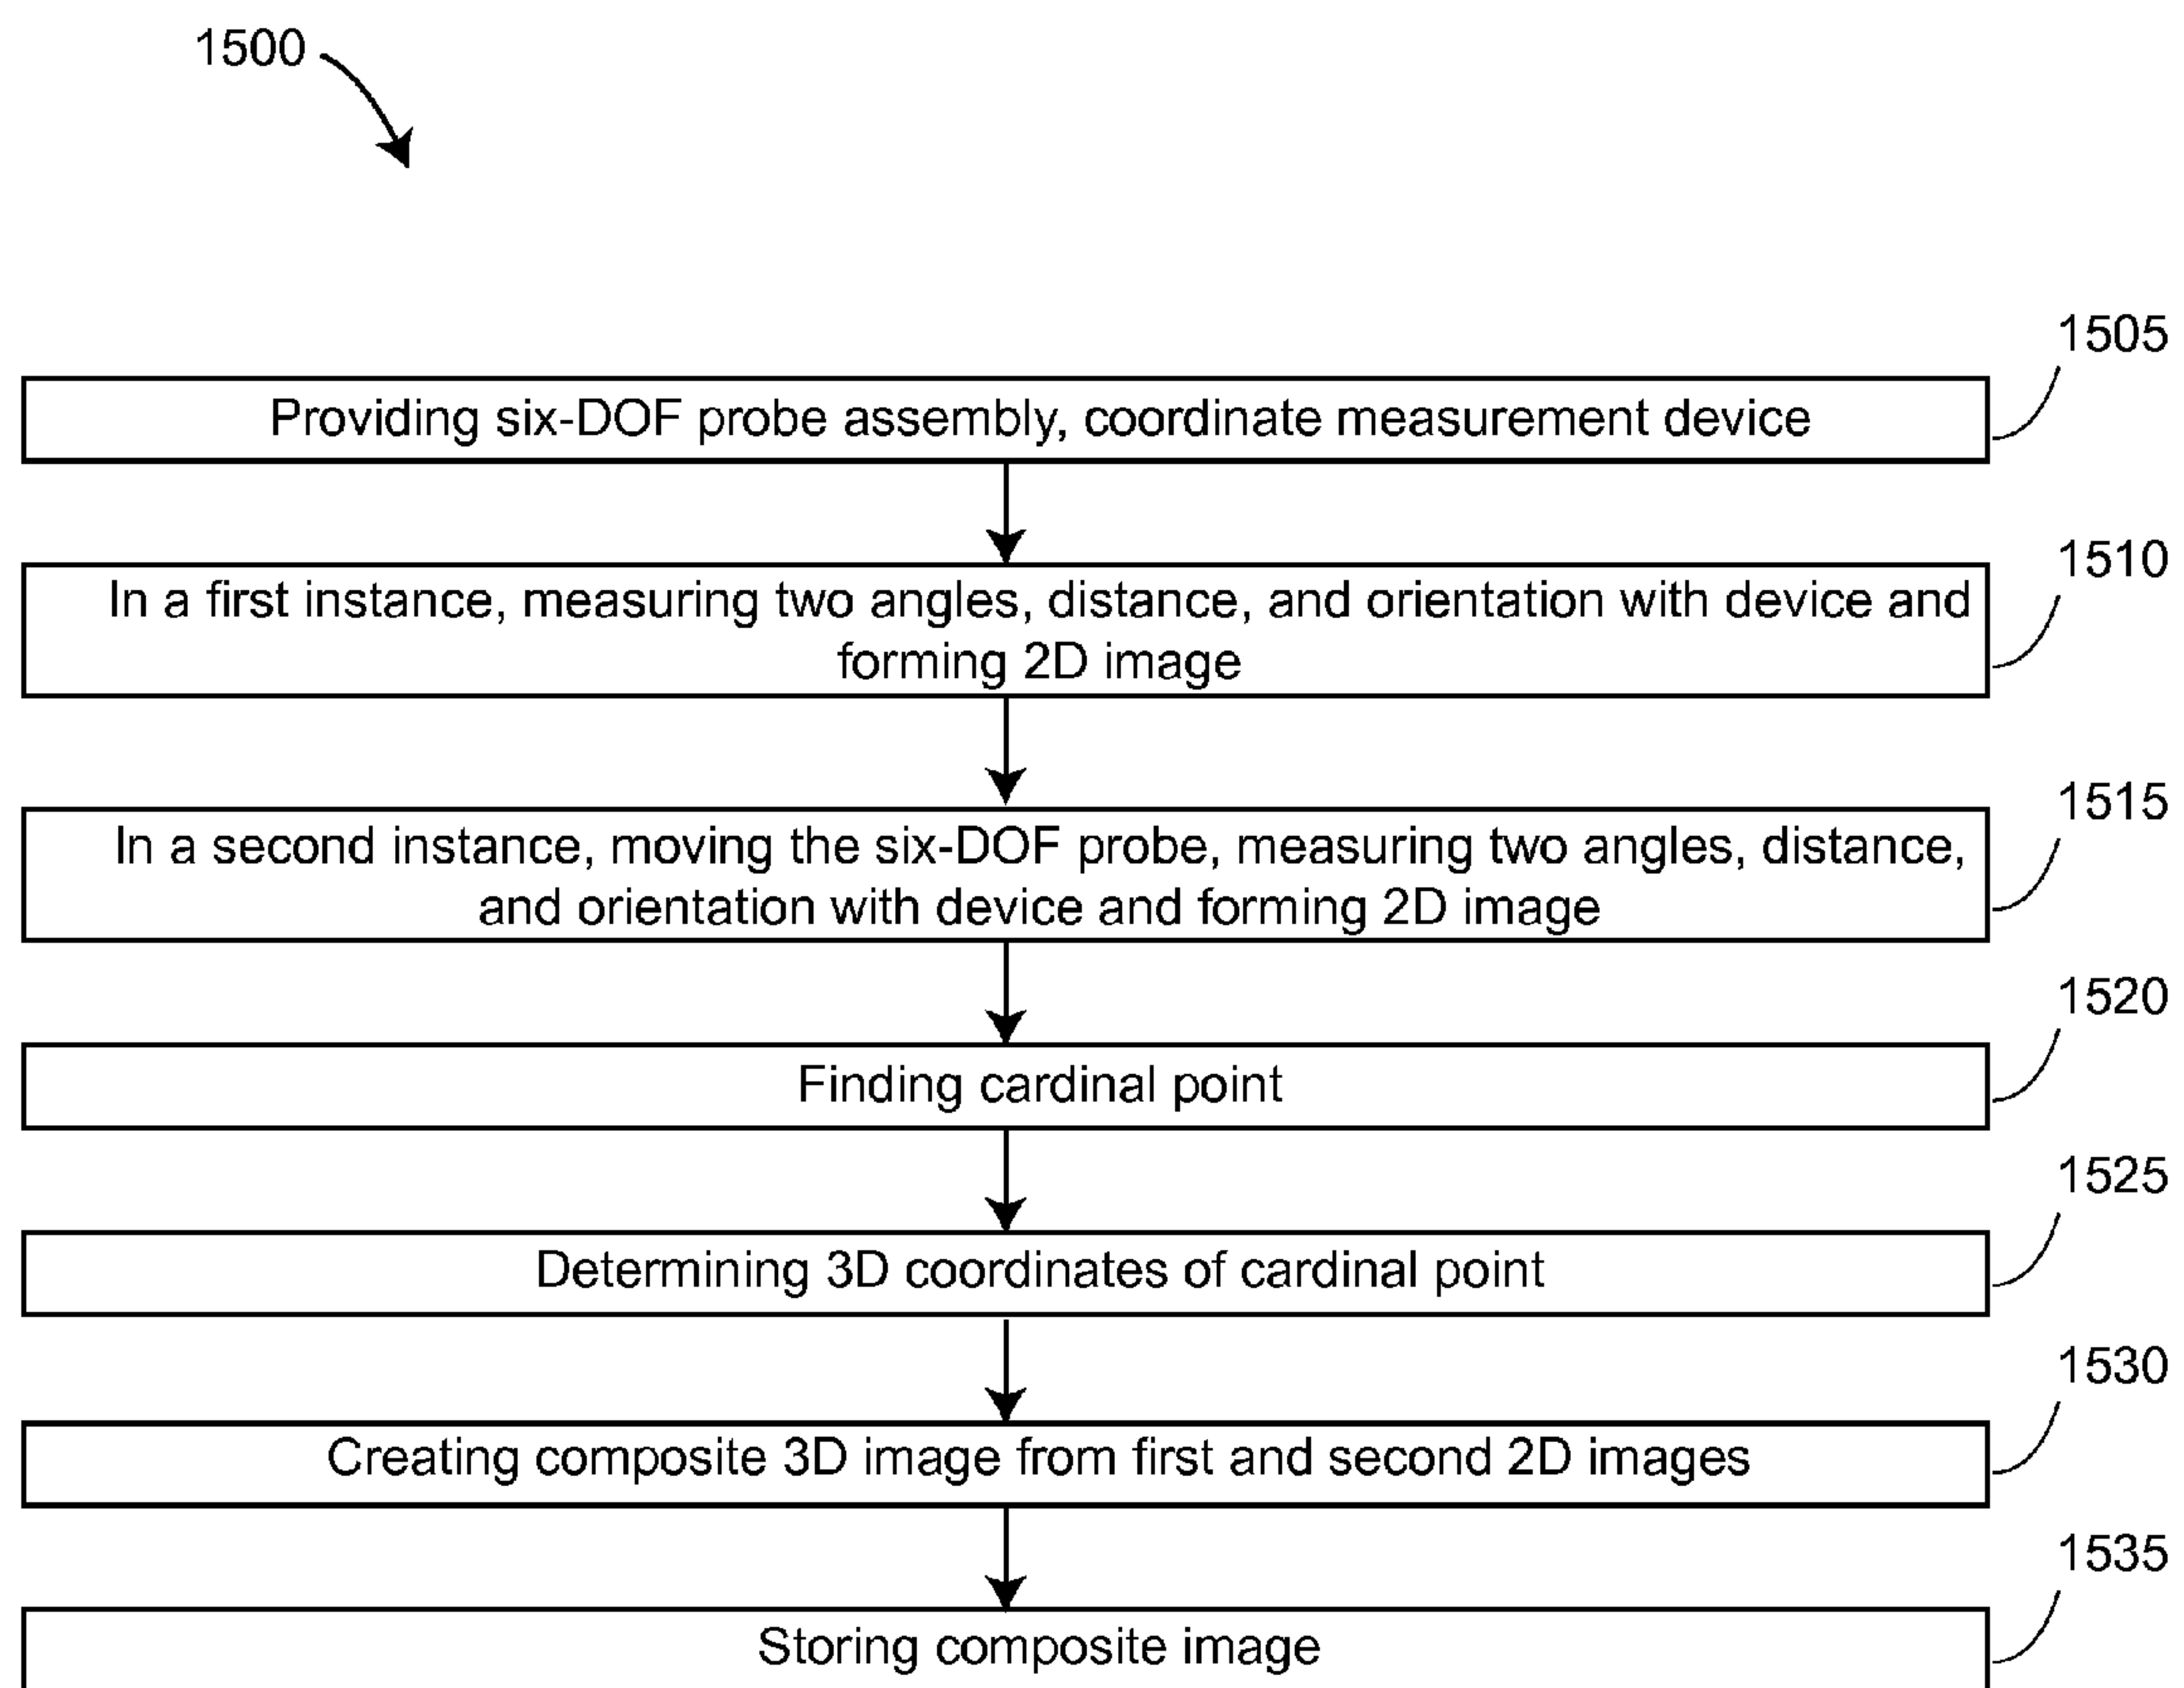 1500
1505
Providing six-DOF probe assembly, coordinate measurement device
1510
In a first instance, measuring two angles, distance, and orientation with device and
forming 2D image
1515
In a second instance, moving the six-DOF probe, measuring two angles, distance,
and orientation with device and forming 2D image
1520
Finding cardinal point
1525
Determining 3D coordinates of cardinal point
1530
Creating composite 3D image from first and second 2D images
1535
Storing composite image